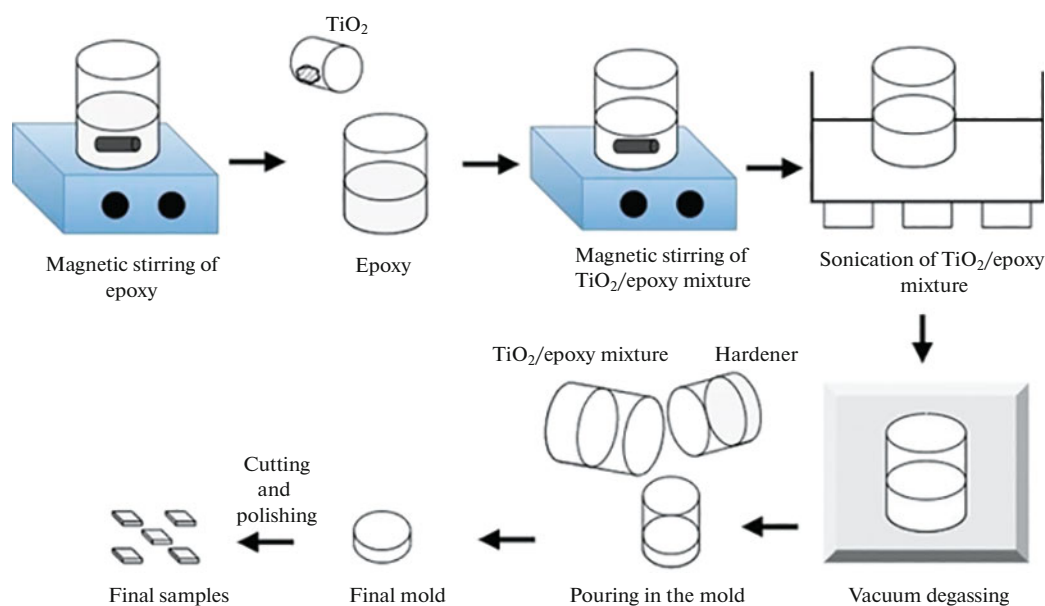 TiO₂
Magnetic stirring of
epoxy
Epoxy
Magnetic stirring of
TiO₂/epoxy mixture
Sonication of TiO₂/epoxy
mixture
TiO₂/epoxy mixture
Hardener
Cutting
and
polishing
Final samples
Final mold
Pouring in the mold
Vacuum degassing